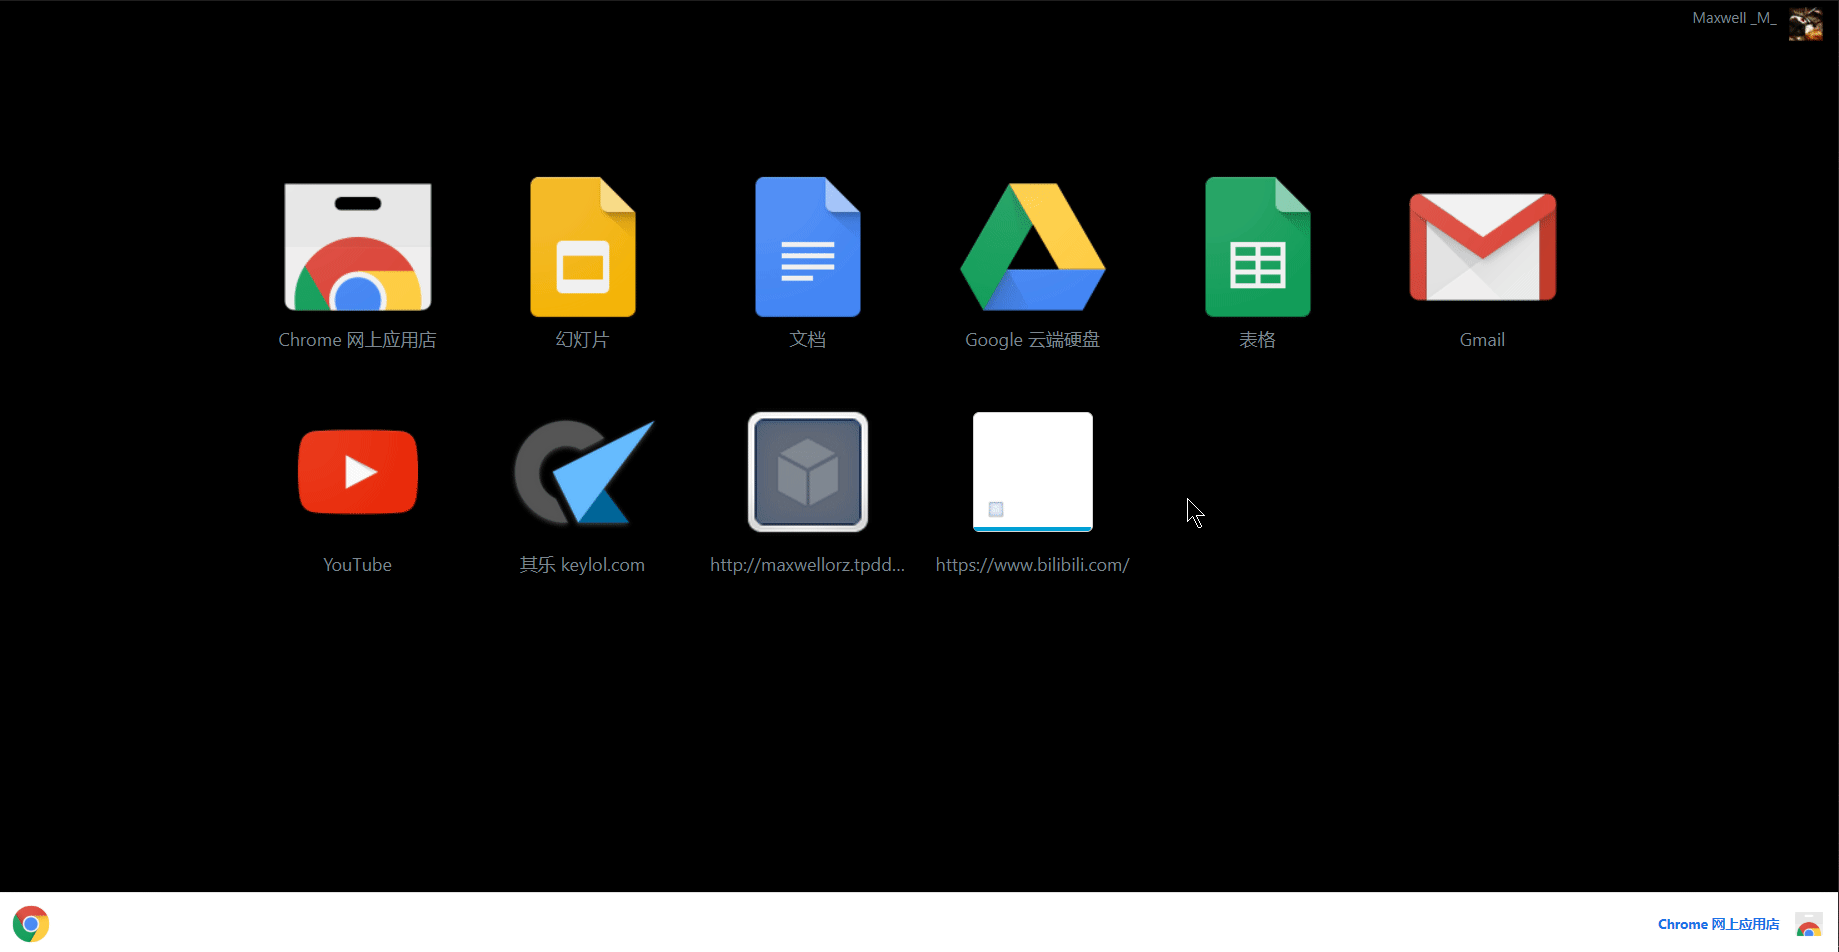 Maxwell _M_
Chrome 网上应用店
幻灯片
文档
Google 云端硬盘
表格
Gmail
YouTube
其乐 keylol.com
http://maxwellorz.tpdd...
https://www.bilibili.com/
Chrome 网上应用店